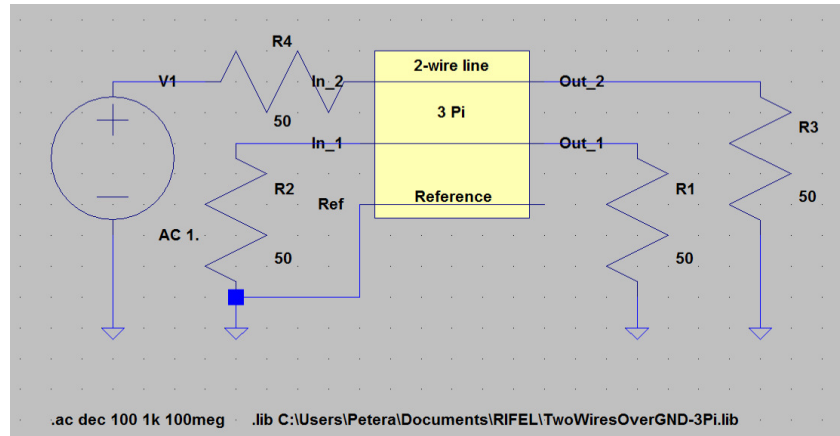 R4
2-wire line
V1
In_2
Out_2
50
3 Pi
R3
In_1
Out_1
R2
Ref
Reference
R1
50
AC 1.
50
50
.ac dec 100 1k 100meg
.lib C:\Users\Petera\Documents\RIFEL\TwoWiresOverGND-3Pi.lib